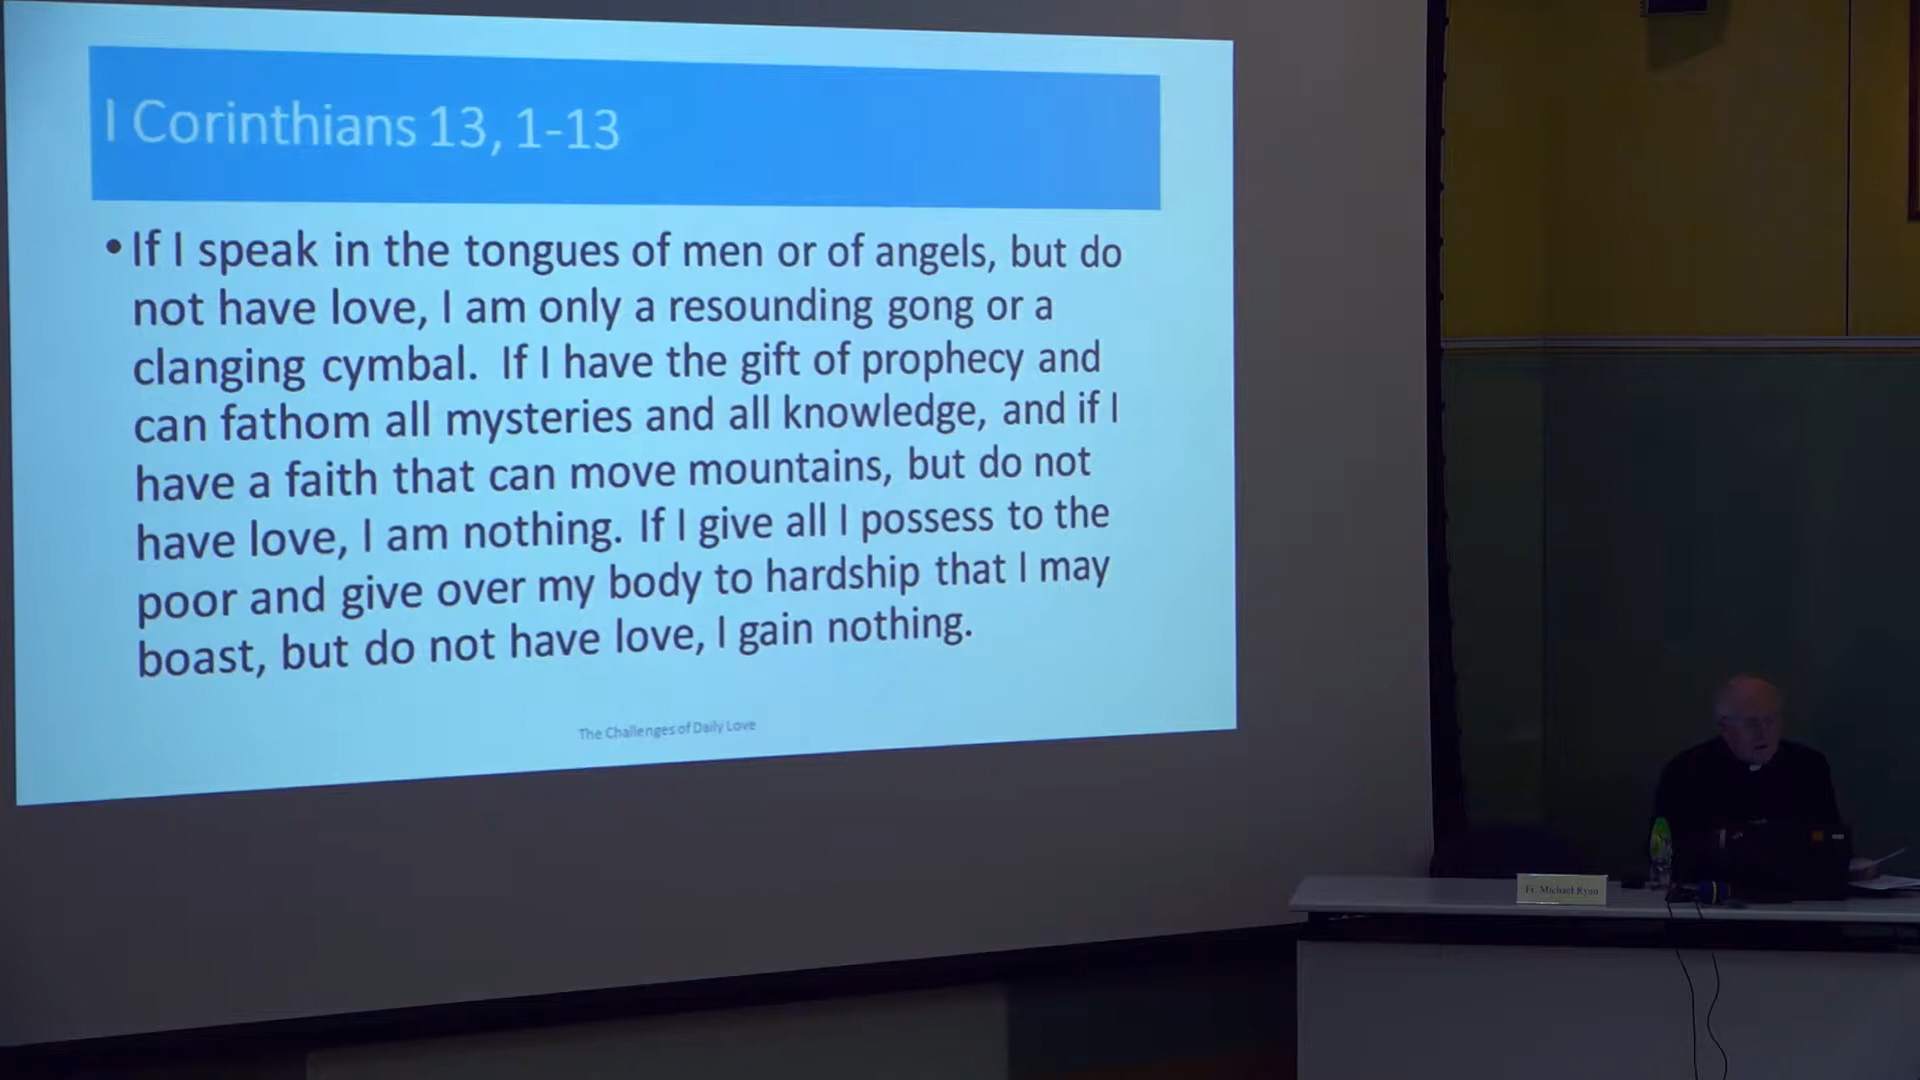 I Corinthians 13, 1-13
•If I speak in the tongues of men or of angels, but do
not have love, I am only a resounding gong or a
clanging cymbal. If I have the gift of prophecy and
can fathom all mysteries and all knowledge, and if I
have a faith that can move mountains, but do not
have love, I am nothing. If I give all I possess to the
poor and give over my body to hardship that I may
boast, but do not have love, I gain nothing.
The Challenges of Daily Love
Fr. Michael Ryan